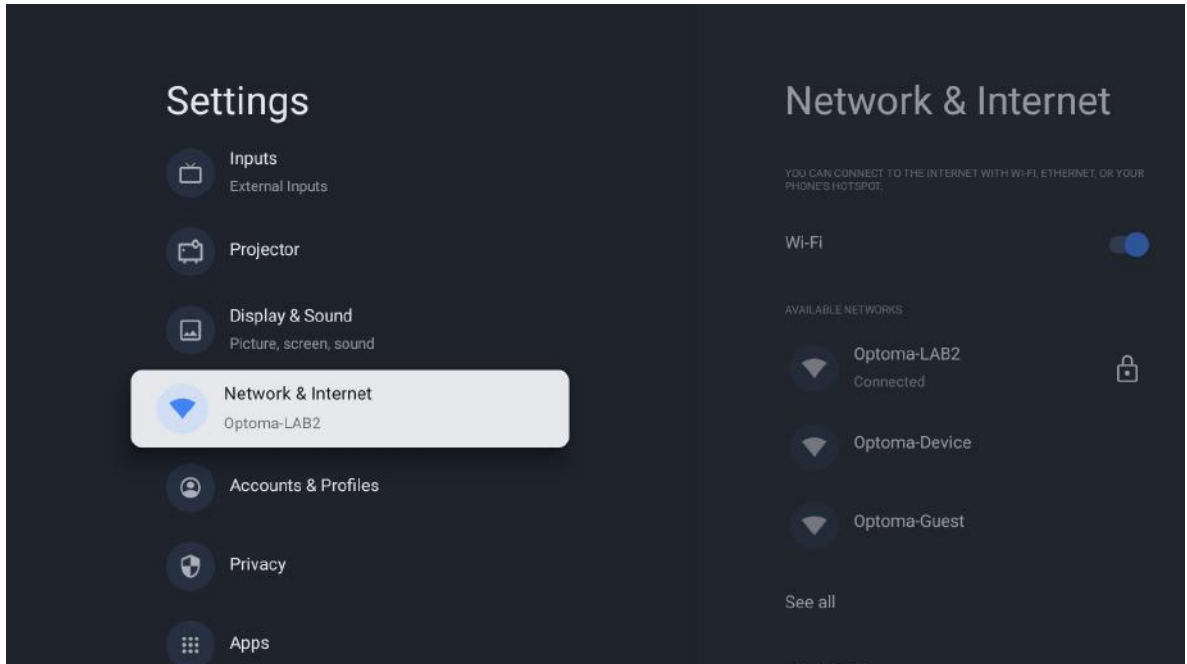 Settings
Inputs
External Inputs
Projector
Display & Sound
Picture, screen, sound
Network & Internet
Optoma-LAB2
Accounts & Profiles
Privacy
Apps
Network & Internet
YOU CAN CONNECT TO THE INTERNET WITH WI-FI, ETHERNET, OR YOUR
PHONE'S HOTSPOT.
Wi-Fi
AVAILABLE NETWORKS
Optoma-LAB2
Connected
Optoma-Device
Optoma-Guest
See all